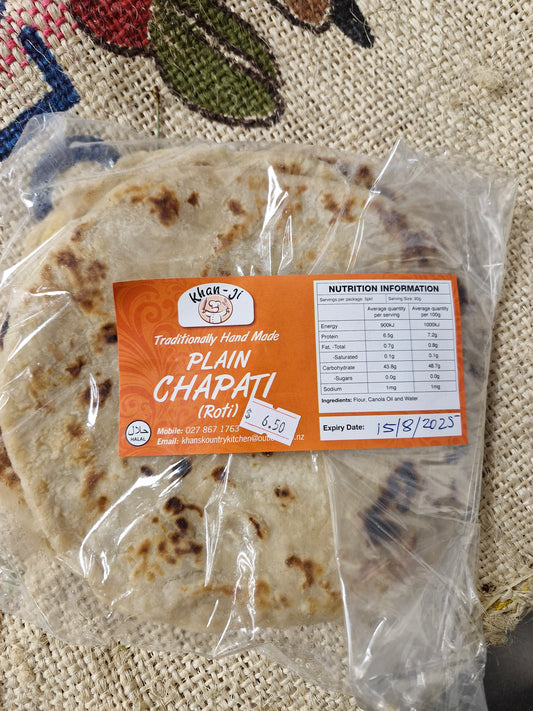 Khan-Ji
Traditionally Hand Made
PLAIN
CHAPATI
(Roti)
$ 6.50
Mobile: 027 867 1763
Email: khanskountrykitchen@
.nz
حلال
HALAL
NUTRITION INFORMATION
Servings per package: 5pkt Serving Size: 90g
Average quantity per serving Average quantity per 100g
Energy 900kJ 1000kJ
Protein 6.5g 7.2g
Fat, -Total 0.7g 0.8g
-Saturated 0.1g 0.1g
Carbohydrate 43.8g 48.7g
-Sugars 0.0g 0.0g
Sodium 1mg 1mg
Ingredients: Flour, Canola Oil and Water
Expiry Date: 15/8/2025